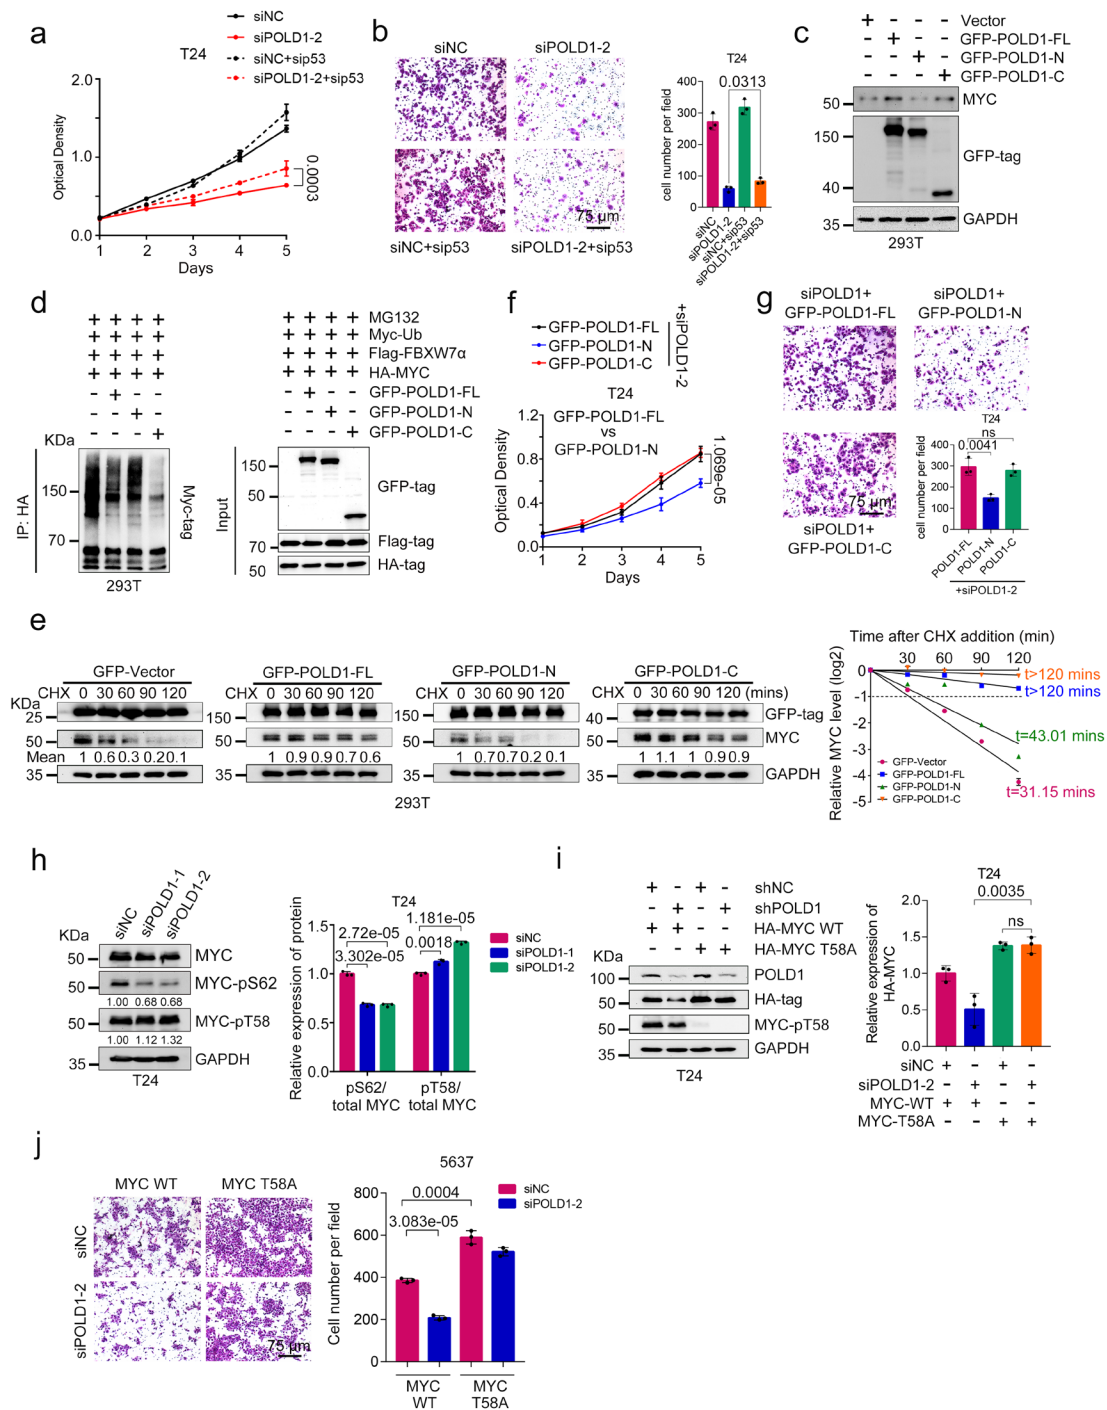 a
siNC
siPOLD1-2
siNC+sip53
siPOLD1-2+sip53
T24
Optical Density
2.0
1.5
1.0
0.5
0.0
1 2 3 4 5
Days
0.0003
b
siNC
siPOLD1-2
siNC+sip53
siPOLD1-2+sip53
75 μm
T24
0.0313
cell number per field
400
300
200
100
0
siNC
siPOLD1-2
siNC+sip53
siPOLD1-2+sip53
c
+ - - - Vector
- + - - GFP-POLD1-FL
- - + - GFP-POLD1-N
- - - + GFP-POLD1-C
50
MYC
150
GFP-tag
40
35
GAPDH
293T
d
+ + + + + + + + MG132
+ + + + + + + + Myc-Ub
+ + + + + + + + Flag-FBXW7α
+ + + + + + + + HA-MYC
- + - - - + - - GFP-POLD1-FL
- - + - - - + - GFP-POLD1-N
- - - + - - - + GFP-POLD1-C
KDa
IP: HA
150
70
Myc-tag
293T
Input
150
50
GFP-tag
70
Flag-tag
50
HA-tag
f
GFP-POLD1-FL
GFP-POLD1-N
GFP-POLD1-C
+siPOLD1-2
T24
GFP-POLD1-FL
vs
GFP-POLD1-N
Optical Density
1.2
0.8
0.4
0.0
1 2 3 4 5
Days
1.069e-05
g
siPOLD1+
GFP-POLD1-FL
siPOLD1+
GFP-POLD1-N
siPOLD1+
GFP-POLD1-C
75 μm
T24
ns
0.0041
cell number per field
400
300
200
100
0
POLD1-FL
POLD1-N
POLD1-C
+siPOLD1-2
e
GFP-Vector
GFP-POLD1-FL
GFP-POLD1-N
GFP-POLD1-C
CHX 0 30 60 90 120
0 30 60 90 120
CHX 0 30 60 90 120
CHX 0 30 60 90 120 (mins)
KDa
25
150
150
40
GFP-tag
50
50
50
50
MYC
Mean 1 0.6 0.3 0.2 0.1
1 0.9 0.9 0.7 0.6
1 0.7 0.7 0.2 0.1
1 1.1 1 0.9 0.9
35
35
35
35
GAPDH
293T
Time after CHX addition (min)
30 60 90 120
Relative MYC level (log2)
0
-1
-2
-3
-4
-5
t>120 mins
t>120 mins
t=43.01 mins
t=31.15 mins
GFP-Vector
GFP-POLD1-FL
GFP-POLD1-N
GFP-POLD1-C
h
siNC
siPOLD1-1
siPOLD1-2
KDa
50
MYC
50
MYC-pS62
1.00 0.68 0.68
50
MYC-pT58
1.00 1.12 1.32
35
GAPDH
T24
T24
1.181e-05
2.72e-05
0.0018
3.302e-05
Relative expression of protein
1.5
1.0
0.5
0.0
pS62/
total MYC
pT58/
total MYC
siNC
siPOLD1-1
siPOLD1-2
i
+ - + - shNC
- + - + shPOLD1
+ + - - HA-MYC WT
- - + + HA-MYC T58A
KDa
100
POLD1
50
HA-tag
50
MYC-pT58
35
GAPDH
T24
T24
0.0035
ns
Relative expression of
HA-MYC
2.0
1.5
1.0
0.5
0.0
siNC + - + -
siPOLD1-2 - + - +
MYC-WT + + - -
MYC-T58A - - + +
j
MYC WT
MYC T58A
siNC
siPOLD1-2
75 μm
5637
0.0004
3.083e-05
Cell number per field
800
600
400
200
0
MYC
WT
MYC
T58A
siNC
siPOLD1-2